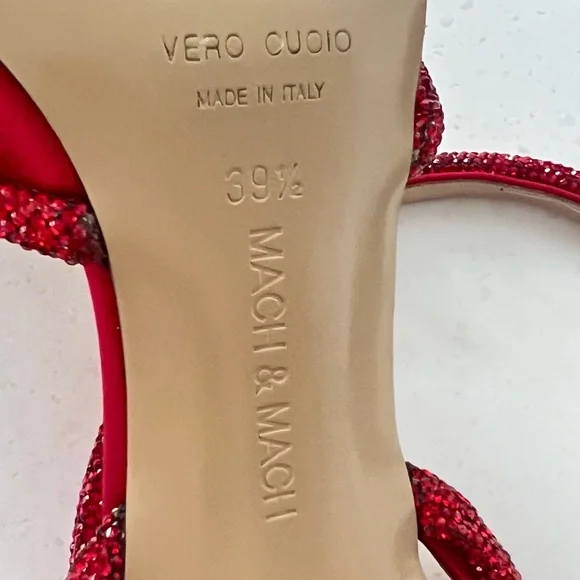 VERO CUOIO
MADE IN ITALY
39½
MACH & MACH